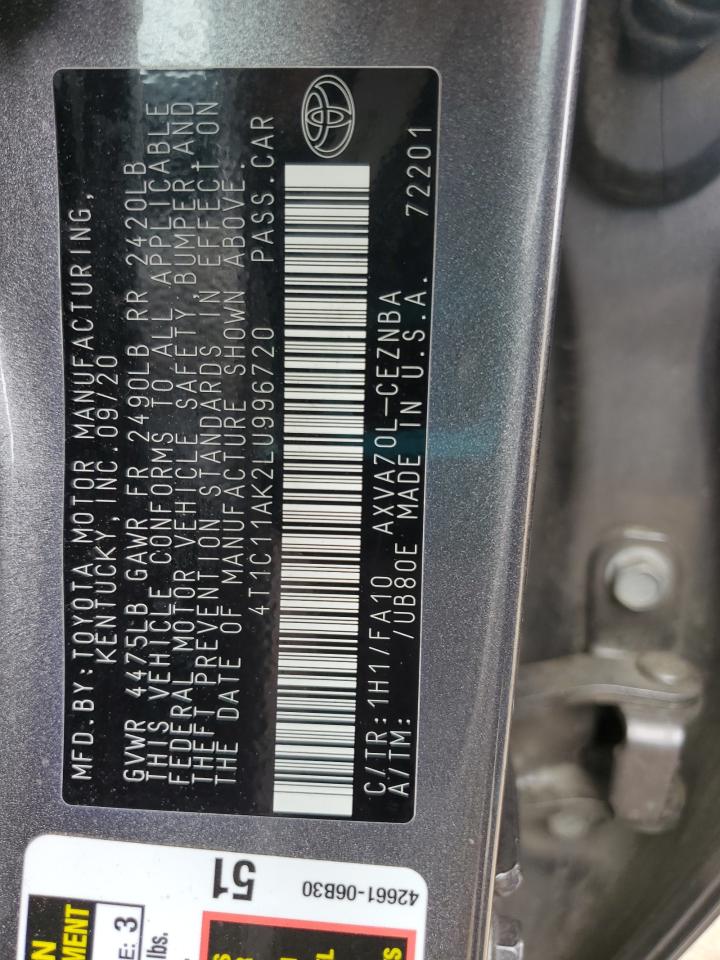 MFD.BY:TOYOTA MOTOR MANUFACTURING,
KENTUCKY, INC.09/20
GVWR 4475LB GAWR FR 2490LB RR 2420LB
THIS VEHICLE CONFORMS TO ALL APPLICABLE
FEDERAL MOTOR VEHICLE SAFETY,BUMPER,AND
THEFT PREVENTION STANDARDS IN EFFECT ON
THE DATE OF MANUFACTURE SHOWN ABOVE.
4T1C11AK2LU996720 PASS.CAR
C/TR:1H1/FA10 AXVA70L-CEZNBA
A/TM: /UB80E MADE IN U.S.A. 72201
51
42661-06B30
3
lbs.